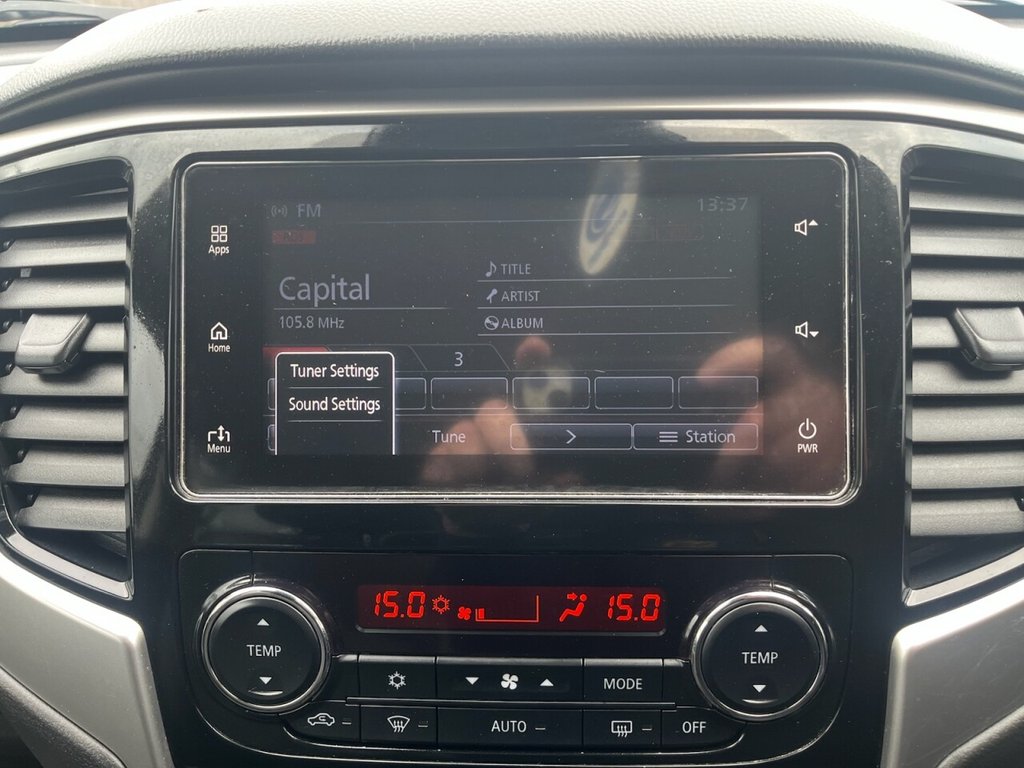 FM
13:37
Apps
TITLE
Capital
ARTIST
105.8 MHz
ALBUM
Home
3
Tuner Settings
Sound Settings
Menu
Tune
Station
PWR
15.0
15.0
TEMP
TEMP
MODE
AUTO
OFF